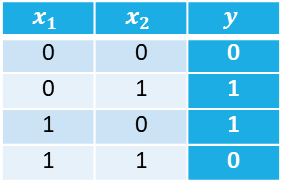 x₁ x₂ y
0 0 0
0 1 1
1 0 1
1 1 0